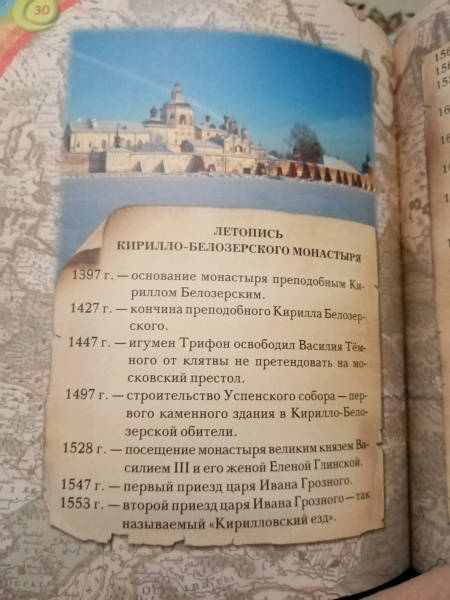 30
ЛЕТОПИСЬ
КИРИЛЛО-БЕЛОЗЕРСКОГО МОНАСТЫРЯ
1397 г. — основание монастыря преподобным Ки-
риллом Белозерским.
1427 г. — кончина преподобного Кирилла Белозер-
ского.
1447 г. — игумен Трифон освободил Василия Тём-
ного от клятвы не претендовать на мо-
сковский престол.
1497 г. — строительство Успенского собора — пер-
вого каменного здания в Кирилло-Бело-
зерской обители.
1528 г. — посещение монастыря великим князем Ва-
силием III и его женой Еленой Глинской.
1547 г. — первый приезд царя Ивана Грозного.
1553 г. — второй приезд царя Ивана Грозного — так
называемый «Кирилловский езд».